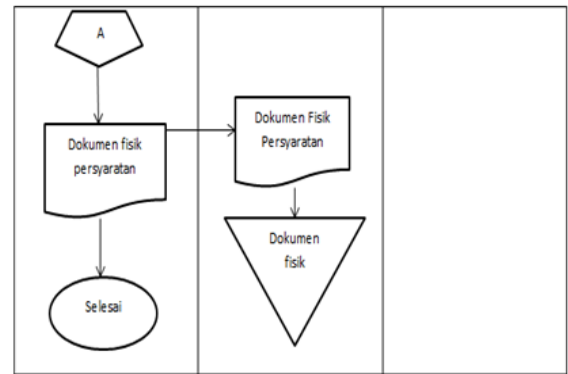 A
Dokumen fisik
persyaratan
Selesai
Dokumen Fisik
Persyaratan
Dokumen
fisik